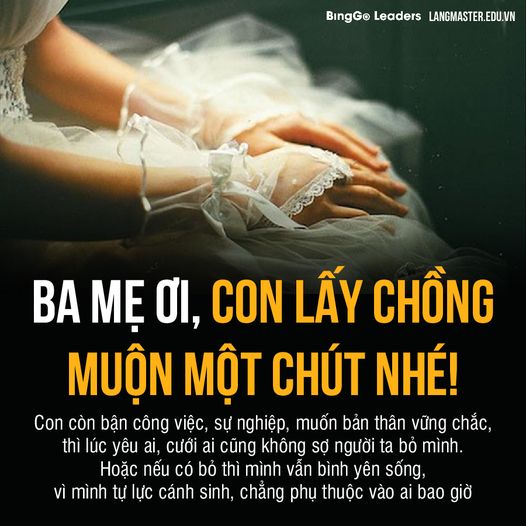 BingGo Leaders LANGMASTER.EDU.VN
BA MẸ ƠI, CON LẤY CHỒNG
MUỘN MỘT CHÚT NHÉ!
Con còn bận công việc, sự nghiệp, muốn bản thân vững chắc,
thì lúc yêu ai, cưới ai cũng không sợ người ta bỏ mình.
Hoặc nếu có bỏ thì mình vẫn bình yên sống,
vì mình tự lực cánh sinh, chẳng phụ thuộc vào ai bao giờ